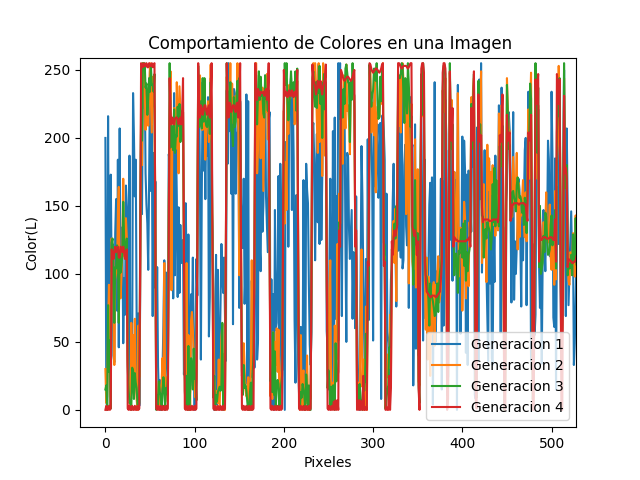 Comportamiento de Colores en una Imagen
Color(L)
250
200
150
100
50
0
0 100 200 300 400 500
Pixeles
Generacion 1
Generacion 2
Generacion 3
Generacion 4